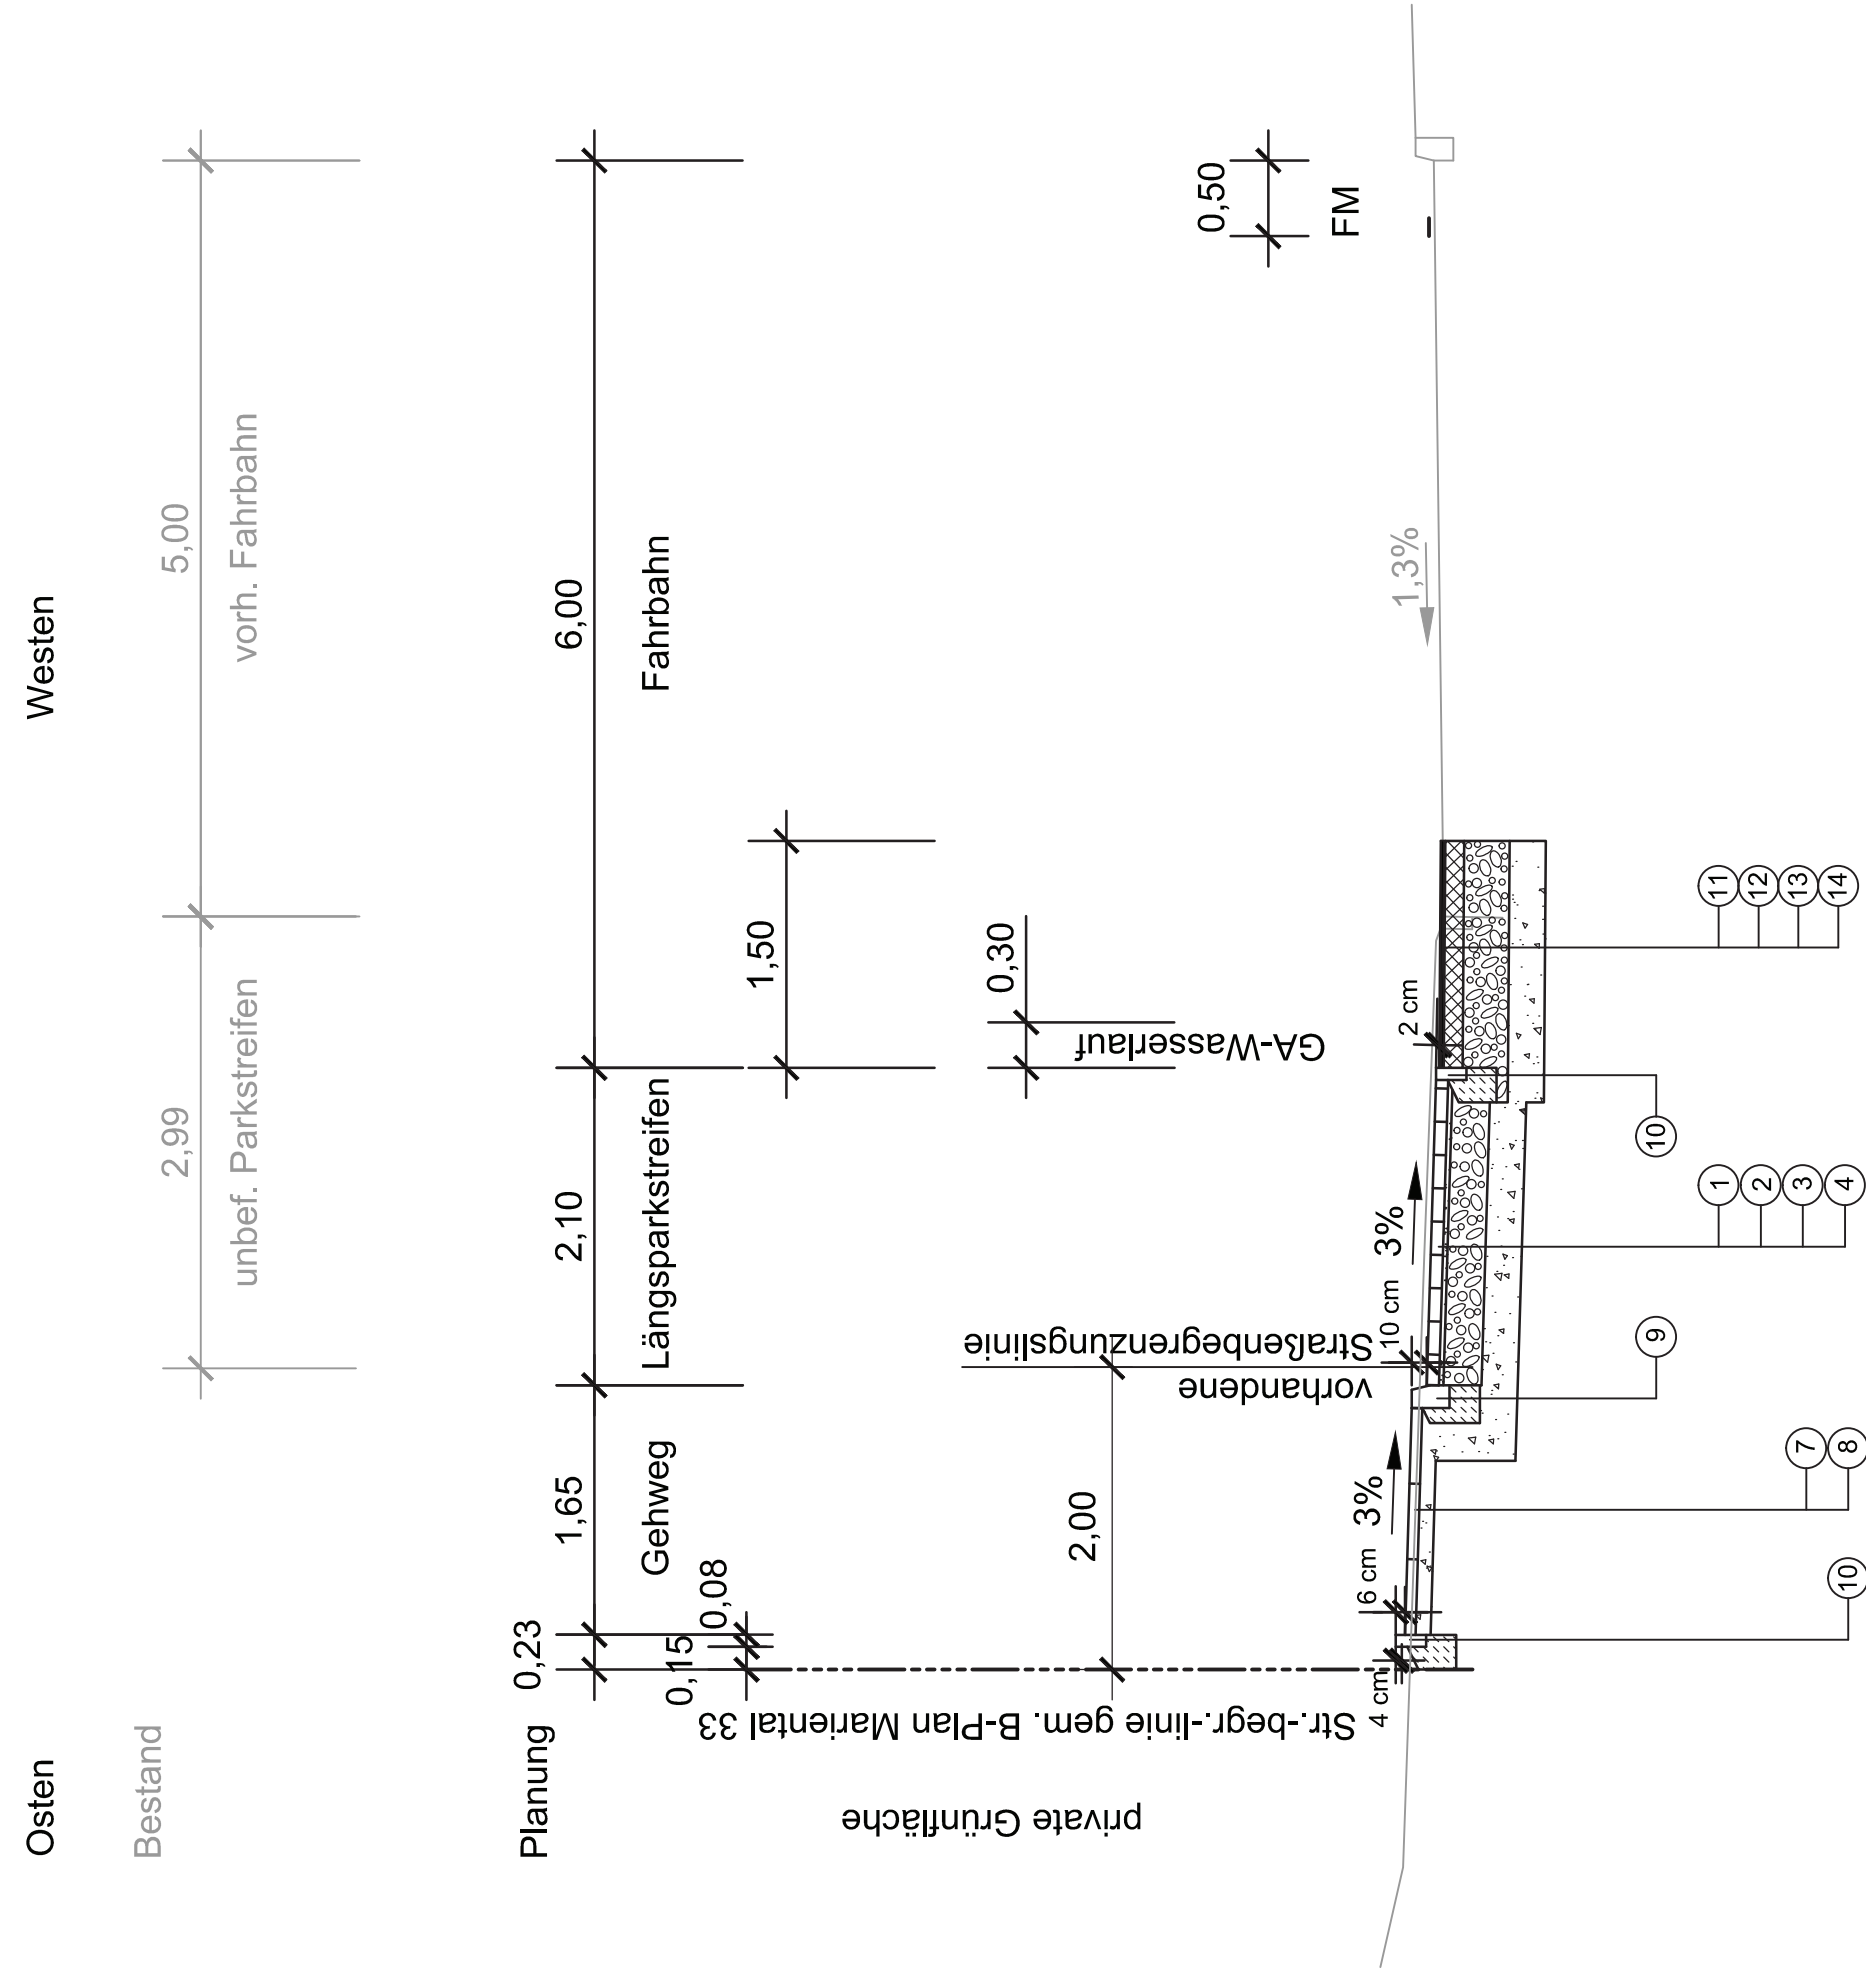 Osten
Westen
Bestand
2,99
5,00
unbef. Parkstreifen
vorh. Fahrbahn
Planung
0,23
1,65
2,10
6,00
Gehweg
Längsparkstreifen
Fahrbahn
0,15
0,08
1,50
private Grünfläche
Str.-begr.-linie gem. B-Plan Mariental 33
2,00
vorhandene
Straßenbegrenzungslinie
GA-Wasserlauf
0,30
0,50
FM
4 cm
6 cm
3%
10 cm
3%
2 cm
1,3%
10
7
8
9
1
2
3
4
10
11
12
13
14